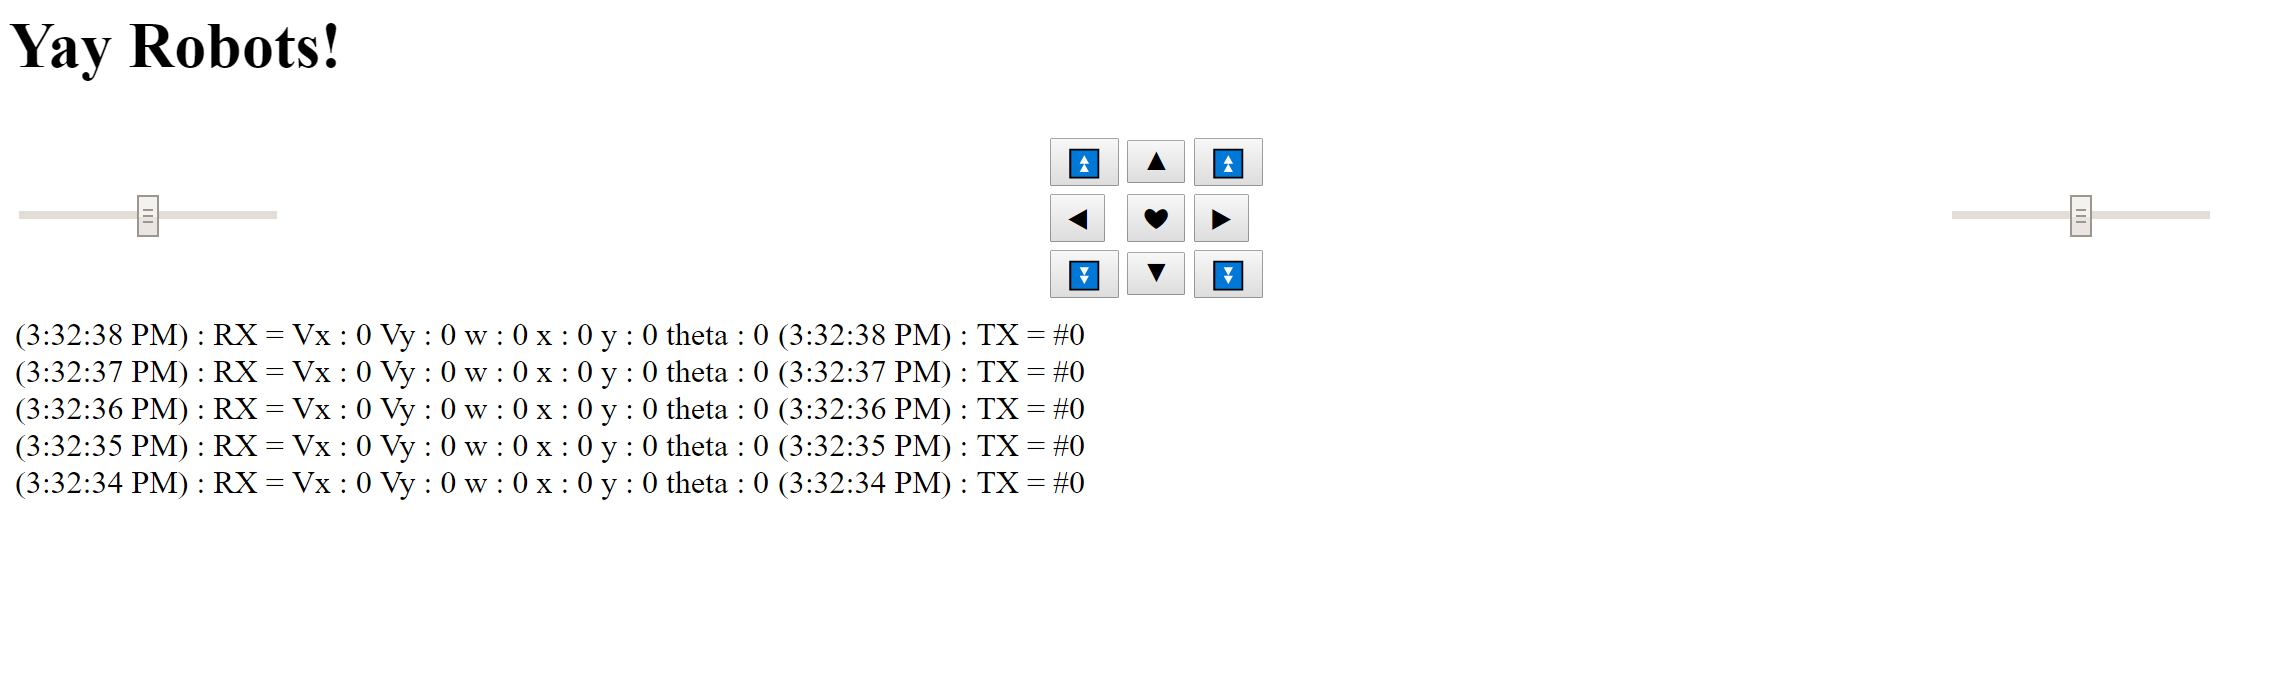 Yay Robots!
⏫ ▲ ⏫
◀ ♥ ▶
⏬ ▼ ⏬
(3:32:38 PM) : RX = Vx : 0 Vy : 0 w : 0 x : 0 y : 0 theta : 0 (3:32:38 PM) : TX = #0
(3:32:37 PM) : RX = Vx : 0 Vy : 0 w : 0 x : 0 y : 0 theta : 0 (3:32:37 PM) : TX = #0
(3:32:36 PM) : RX = Vx : 0 Vy : 0 w : 0 x : 0 y : 0 theta : 0 (3:32:36 PM) : TX = #0
(3:32:35 PM) : RX = Vx : 0 Vy : 0 w : 0 x : 0 y : 0 theta : 0 (3:32:35 PM) : TX = #0
(3:32:34 PM) : RX = Vx : 0 Vy : 0 w : 0 x : 0 y : 0 theta : 0 (3:32:34 PM) : TX = #0